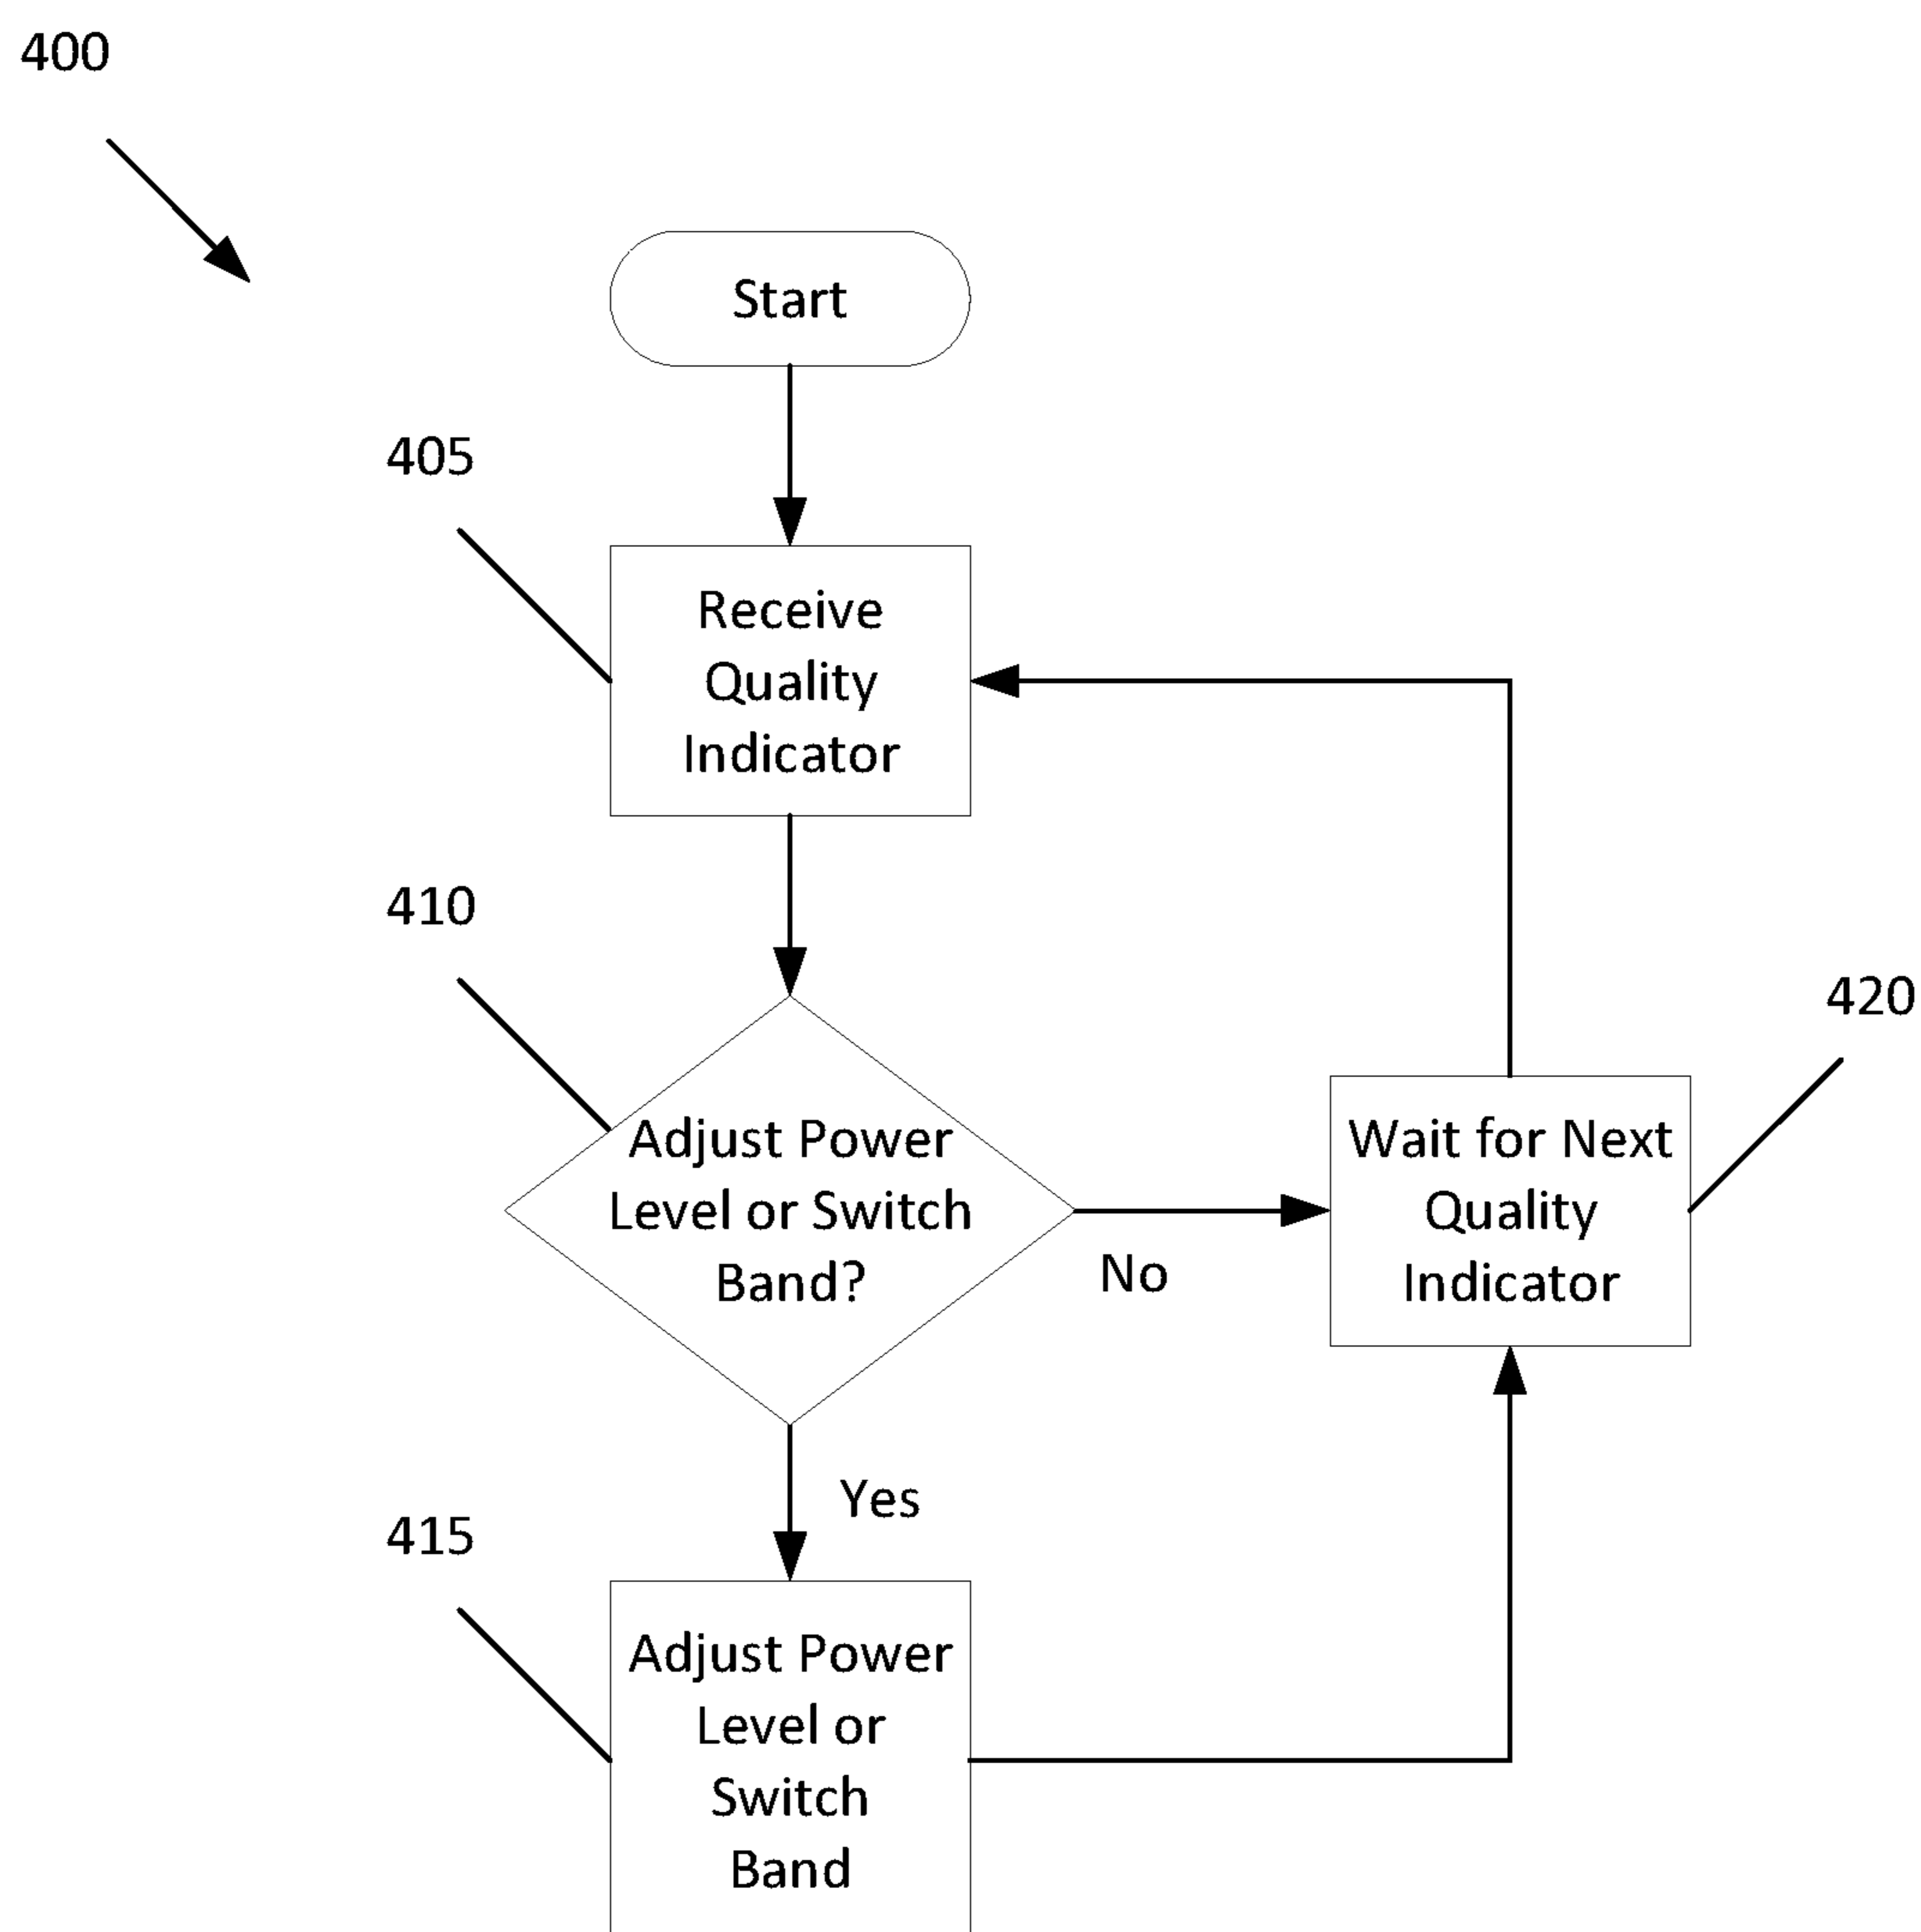 400
Start
405
Receive
Quality
Indicator
410
Adjust Power
Level or Switch
Band?
No
420
Wait for Next
Quality
Indicator
Yes
415
Adjust Power
Level or
Switch
Band